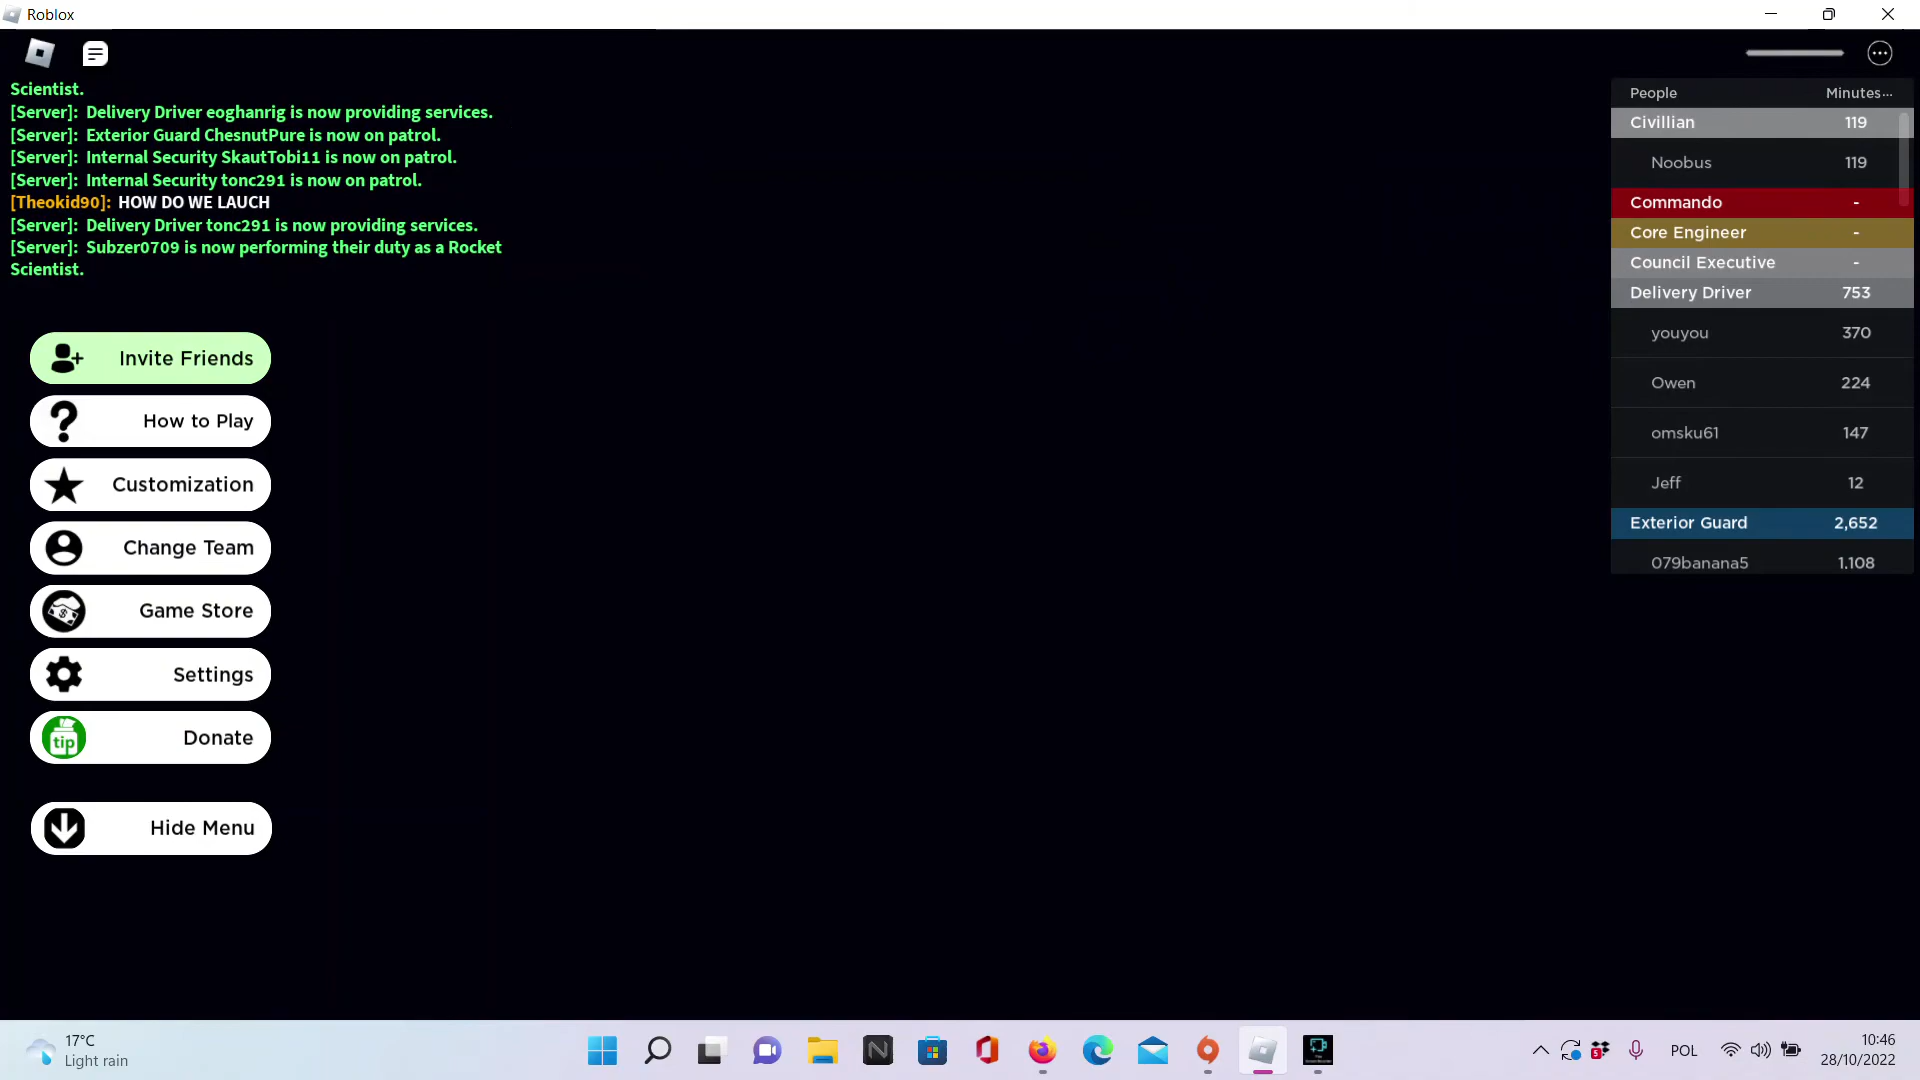 Roblox
Scientist.
[Server]: Delivery Driver eoghanrig is now providing services.
[Server]: Exterior Guard ChesnutPure is now on patrol.
[Server]: Internal Security SkautTobi11 is now on patrol.
[Server]: Internal Security tonc291 is now on patrol.
[Theokid90]: HOW DO WE LAUCH
[Server]: Delivery Driver tonc291 is now providing services.
[Server]: Subzer0709 is now performing their duty as a Rocket
Scientist.
Invite Friends
How to Play
Customization
Change Team
Game Store
Settings
tip Donate
Hide Menu
People Minutes...
Civillian 119
Noobus 119
Commando -
Core Engineer -
Council Executive -
Delivery Driver 753
youyou 370
Owen 224
omsku61 147
Jeff 12
Exterior Guard 2,652
079banana5 1,108
17°C
Light rain
POL
10:46
28/10/2022